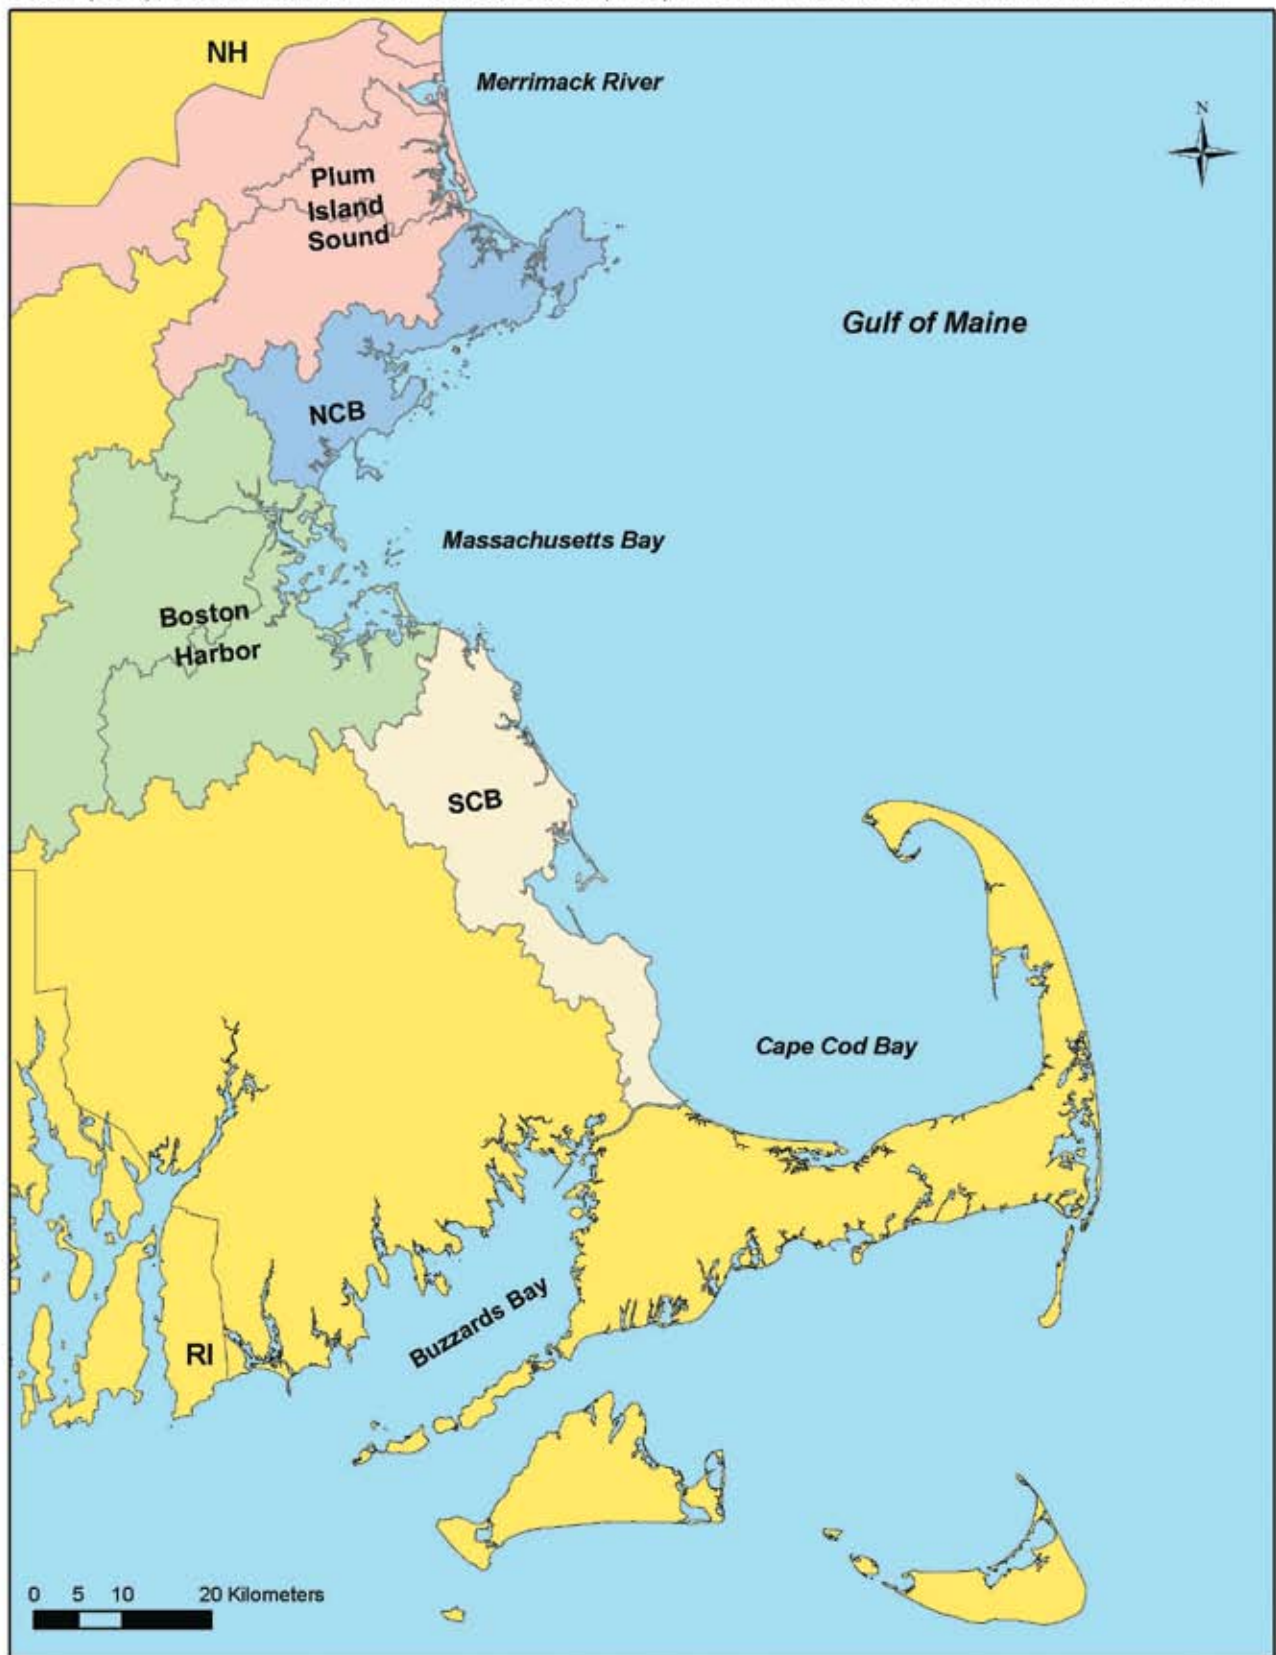 NH
Merrimack River
N
Plum
Island
Sound
Gulf of Maine
NCB
Massachusetts Bay
Boston
Harbor
SCB
Cape Cod Bay
Buzzards Bay
RI
0 5 10 20 Kilometers